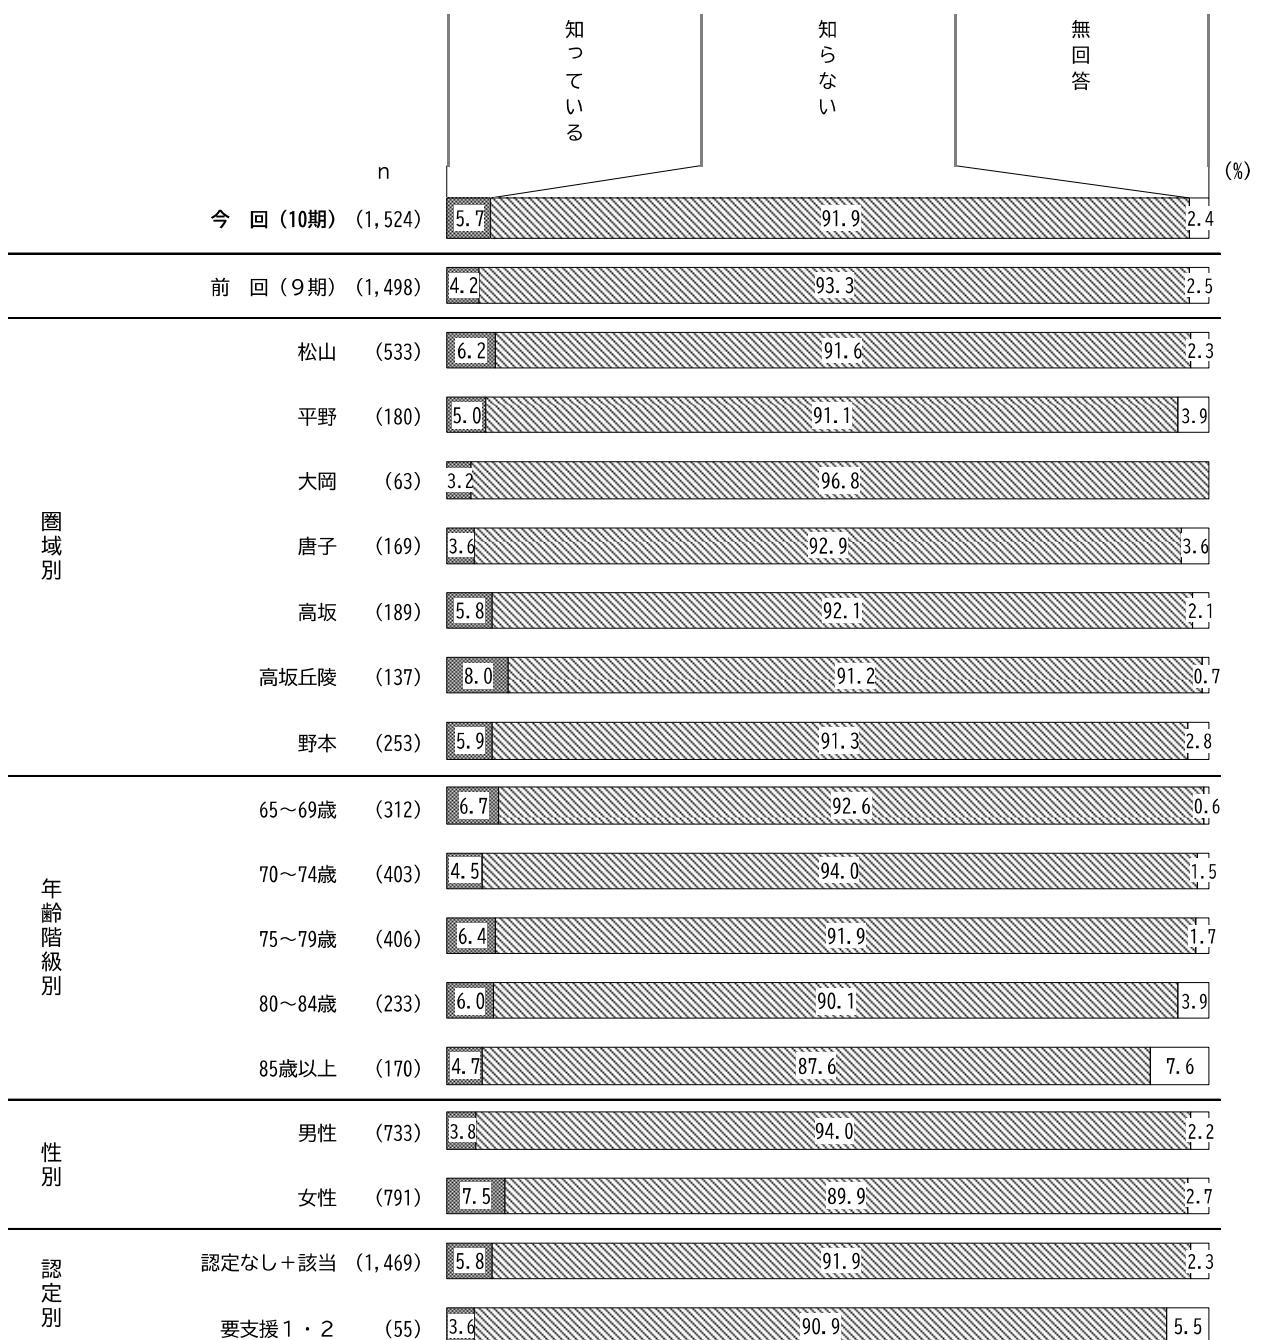 知っている
知らない
無回答
n
(%)
今　回（10期）（1,524） 5.7 91.9 2.4
前　回（９期）（1,498） 4.2 93.3 2.5
圏域別
松山 （533） 6.2 91.6 2.3
平野 （180） 5.0 91.1 3.9
大岡 （63） 3.2 96.8
唐子 （169） 3.6 92.9 3.6
高坂 （189） 5.8 92.1 2.1
高坂丘陵 （137） 8.0 91.2 0.7
野本 （253） 5.9 91.3 2.8
年齢階級別
65～69歳 （312） 6.7 92.6 0.6
70～74歳 （403） 4.5 94.0 1.5
75～79歳 （406） 6.4 91.9 1.7
80～84歳 （233） 6.0 90.1 3.9
85歳以上 （170） 4.7 87.6 7.6
性別
男性 （733） 3.8 94.0 2.2
女性 （791） 7.5 89.9 2.7
認定別
認定なし＋該当 （1,469） 5.8 91.9 2.3
要支援１・２ （55） 3.6 90.9 5.5